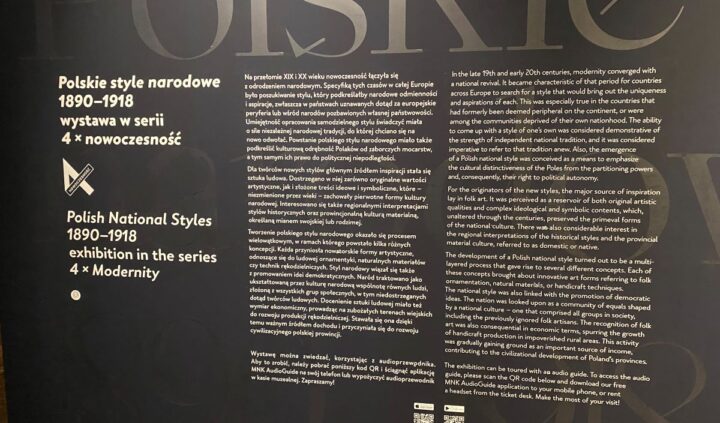 POLSKIE
Polskie style narodowe
1890–1918
wystawa w serii
4 × nowoczesność
4
Polish National Styles
1890–1918
exhibition in the series
4 × Modernity
Na przełomie XIX i XX wieku nowoczesność łączyła się
z odrodzeniem narodowym. Specyfiką tych czasów w całej Europie
było poszukiwanie stylu, który podkreślałby narodowe odmienności
i aspiracje, zwłaszcza w państwach uznawanych dotąd za europejskie
peryferia lub wśród narodów pozbawionych własnej państwowości.
Umiejętność opracowania samodzielnego stylu świadczyć miała
o sile niezależnej narodowej tradycji, do której chciano się na
nowo odwołać. Powstanie polskiego stylu narodowego miało także
podkreślić kulturową odrębność Polaków od zaborczych mocarstw,
a tym samym ich prawo do politycznej niepodległości.
Dla twórców nowych stylów głównym źródłem inspiracji stała się
sztuka ludowa. Dostrzegano w niej zarówno oryginalne wartości
artystyczne, jak i złożone treści ideowe i symboliczne, które –
niezmienione przez wieki – zachowały pierwotne formy kultury
narodowej. Interesowano się także regionalnymi interpretacjami
stylów historycznych oraz prowincjonalną kulturą materialną,
określaną mianem swojskiej lub rodzimej.
Tworzenie polskiego stylu narodowego okazało się procesem
wielowątkowym, w ramach którego powstało kilka różnych
koncepcji. Każda przyniosła nowatorskie formy artystyczne,
odnoszące się do ludowej ornamentyki, naturalnych materiałów
czy technik rękodzielniczych. Styl narodowy wiązał się także
z promowaniem idei demokratycznych. Naród traktowano jako
ukształtowaną przez kulturę narodową wspólnotę równych ludzi,
złożoną z wszystkich grup społecznych, w tym niedostrzeganych
dotąd twórców ludowych. Docenienie sztuki ludowej miało też
wymiar ekonomiczny, prowadząc na zubożałych terenach wiejskich
do rozwoju produkcji rękodzielniczej. Stawała się ona dzięki
temu ważnym źródłem dochodu i przyczyniała się do rozwoju
cywilizacyjnego polskiej prowincji.
Wystawę można zwiedzać, korzystając z audioprzewodnika.
Aby to zrobić, należy pobrać poniższy kod QR i ściągnąć aplikację
MNK AudioGuide na swój telefon lub wypożyczyć audioprzewodnik
w kasie muzealnej. Zapraszamy!
In the late 19th and early 20th centuries, modernity converged with
a national revival. It became characteristic of that period for countries
across Europe to search for a style that would bring out the uniqueness
and aspirations of each. This was especially true in the countries that
had formerly been deemed peripheral on the continent, or were
among the communities deprived of their own nationhood. The ability
to come up with a style of one's own was considered demonstrative of
the strength of independent national tradition, and it was considered
imperative to refer to that tradition anew. Also, the emergence
of a Polish national style was conceived as a means to emphasize
the cultural distinctiveness of the Poles from the partitioning powers
and, consequently, their right to political autonomy.
For the originators of the new styles, the major source of inspiration
lay in folk art. It was perceived as a reservoir of both original artistic
qualities and complex ideological and symbolic contents, which,
unaltered through the centuries, preserved the primeval forms
of the national culture. There was also considerable interest in
the regional interpretations of the historical styles and the provincial
material culture, referred to as domestic or native.
The development of a Polish national style turned out to be a multi-
layered process that gave rise to several different concepts. Each of
these concepts brought about innovative art forms referring to folk
ornamentation, natural materials, or handicraft techniques.
The national style was also linked with the promotion of democratic
ideas. The nation was looked upon as a community of equals shaped
by a national culture – one that comprised all groups in society,
including the previously ignored folk artisans. The recognition of folk
art was also consequential in economic terms, spurring the growth
of handicraft production in impoverished rural areas. This activity
was gradually gaining ground as an important source of income,
contributing to the civilizational development of Poland's provinces.
The exhibition can be toured with an audio guide. To access the audio
guide, please scan the QR code below and download our free
MNK AudioGuide application to your mobile phone, or rent
a headset from the ticket desk. Make the most of your visit!